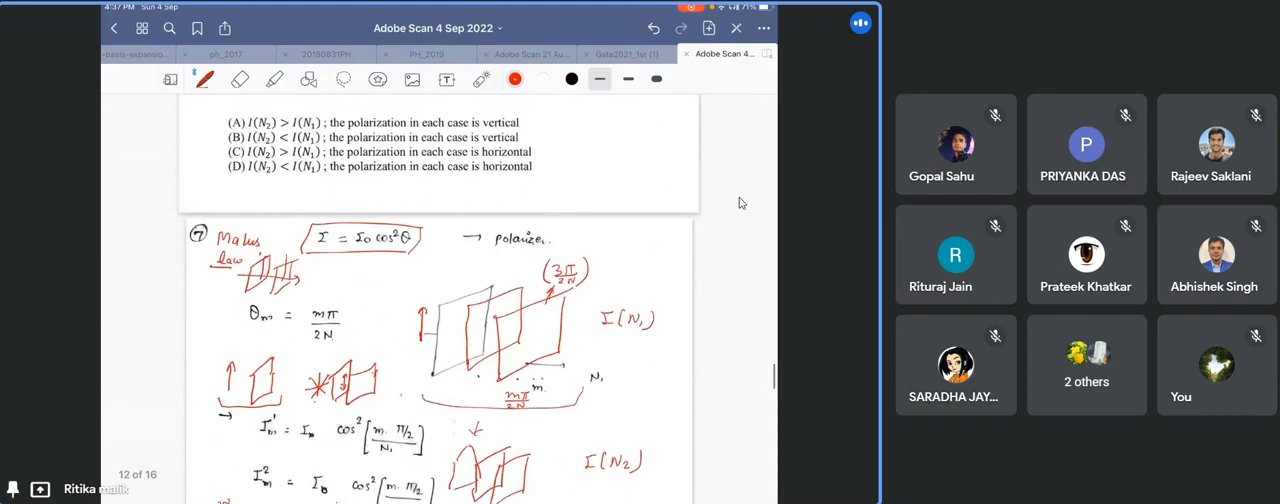 4:37 PM Sun 4 Sep
71%
Adobe Scan 4 Sep 2022
-basis-expansion...
ph_2017
20180831PH
PH_2019
Adobe Scan 21 Au...
Gate2021_1st (1)
Adobe Scan 4...
(A) I(N₂) > I(N₁) ; the polarization in each case is vertical
(B) I(N₂) < I(N₁) ; the polarization in each case is vertical
(C) I(N₂) > I(N₁) ; the polarization in each case is horizontal
(D) I(N₂) < I(N₁) ; the polarization in each case is horizontal
⑦ Malus law
I = I₀ cos²θ → polarizer.
(3π/2N)
θm = mπ/2N
I(N₁)
N₁
m
mπ/2N
I'm = I₀ cos² [m. π/2 / N₁]
I(N₂)
I²m = I₀ cos² [m. π/2
12 of 16
Ritika malik
Gopal Sahu
PRIYANKA DAS
Rajeev Saklani
Rituraj Jain
Prateek Khatkar
Abhishek Singh
SARADHA JAY...
2 others
You
P
R